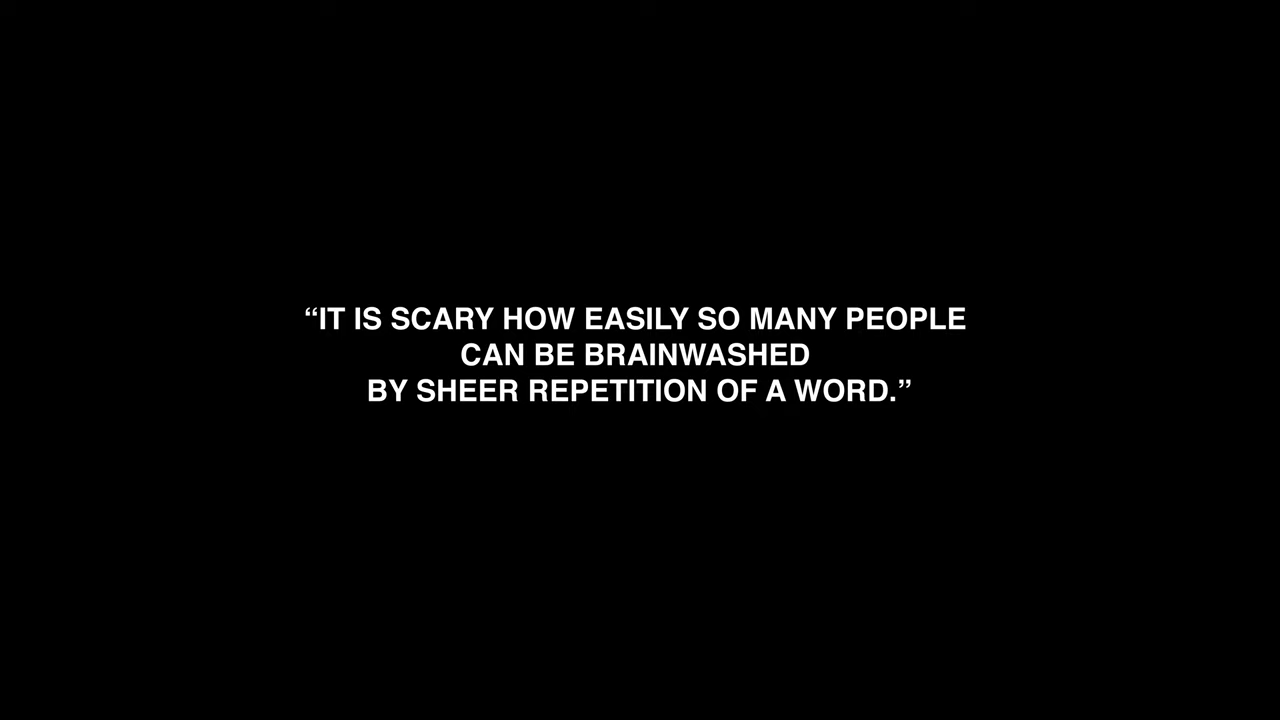 “IT IS SCARY HOW EASILY SO MANY PEOPLE
CAN BE BRAINWASHED
BY SHEER REPETITION OF A WORD.”